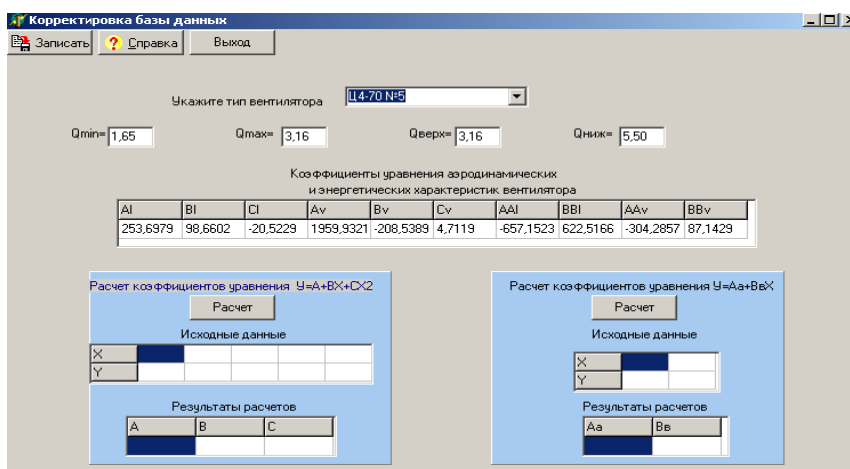 Корректировка базы данных
Записать Справка Выход
Укажите тип вентилятора Ц4-70 №5
Qmin= 1,65 Qmax= 3,16 Qверх= 3,16 Qниж= 5,50
Коэффициенты уравнения аэродинамических
и энергетических характеристик вентилятора
Al Bl Cl Av Bv Cv AAl BBl AAv BBv
253,6979 98,6602 -20,5229 1959,9321 -208,5389 4,7119 -657,1523 622,5166 -304,2857 87,1429
Расчет коэффициентов уравнения У=А+ВХ+СХ2
Расчет
Исходные данные
X
Y
Результаты расчетов
A B C
Расчет коэффициентов уравнения У=Аа+ВвХ
Расчет
Исходные данные
X
Y
Результаты расчетов
Аа Вв